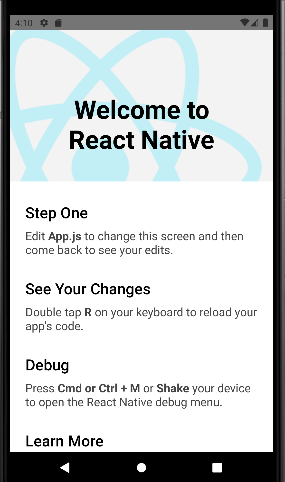 4:10
Welcome to
React Native
Step One
Edit App.js to change this screen and then
come back to see your edits.
See Your Changes
Double tap R on your keyboard to reload your
app's code.
Debug
Press Cmd or Ctrl + M or Shake your device
to open the React Native debug menu.
Learn More